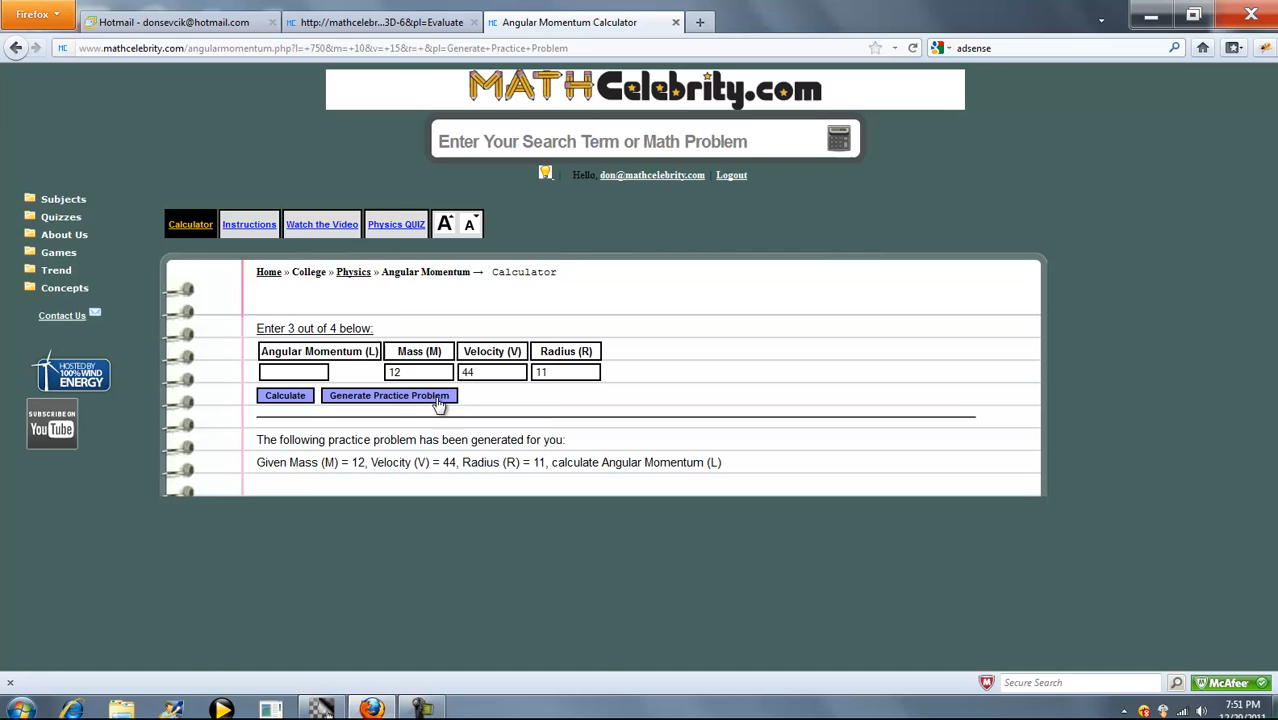 Firefox
Hotmail - donsevcik@hotmail.com
http://mathcelebr...3D-6&pl=Evaluate
Angular Momentum Calculator
www.mathcelebrity.com/angularmomentum.php?l=+750&m=+10&v=+15&r=+&pl=Generate+Practice+Problem
adsense
MATHCelebrity.com
Enter Your Search Term or Math Problem
Hello, don@mathcelebrity.com | Logout
Subjects
Quizzes
About Us
Games
Trend
Concepts
Contact Us
HOSTED BY
100% WIND
ENERGY
SUBSCRIBE ON
YouTube
Calculator
Instructions
Watch the Video
Physics QUIZ
A A
Home » College » Physics » Angular Momentum → Calculator
Enter 3 out of 4 below:
Angular Momentum (L) Mass (M) Velocity (V) Radius (R)
12 44 11
Calculate Generate Practice Problem
The following practice problem has been generated for you:
Given Mass (M) = 12, Velocity (V) = 44, Radius (R) = 11, calculate Angular Momentum (L)
Secure Search
McAfee
7:51 PM
12/20/2011